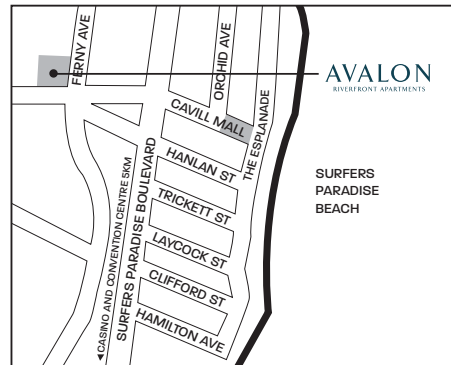 FERNY AVE
ORCHID AVE
AVALON
RIVERFRONT APARTMENTS
CAVILL MALL
THE ESPLANADE
HANLAN ST
TRICKETT ST
LAYCOCK ST
CLIFFORD ST
HAMILTON AVE
SURFERS PARADISE BOULEVARD
◀CASINO AND CONVENTION CENTRE 5KM
SURFERS
PARADISE
BEACH